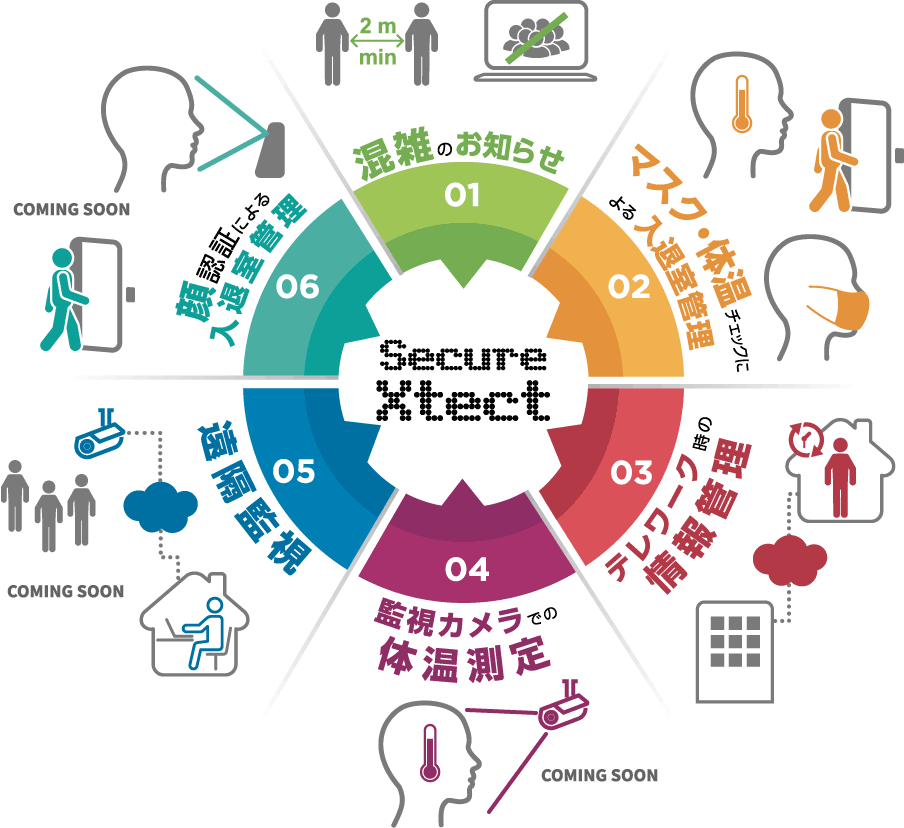 2 m
min
混雑のお知らせ
01
マスク・体温チェックに
よる入退室管理
02
テレワーク時の
情報管理
03
監視カメラでの
体温測定
04
COMING SOON
遠隔監視
05
COMING SOON
顔認証による
入退室管理
06
COMING SOON
Secure
Xtect